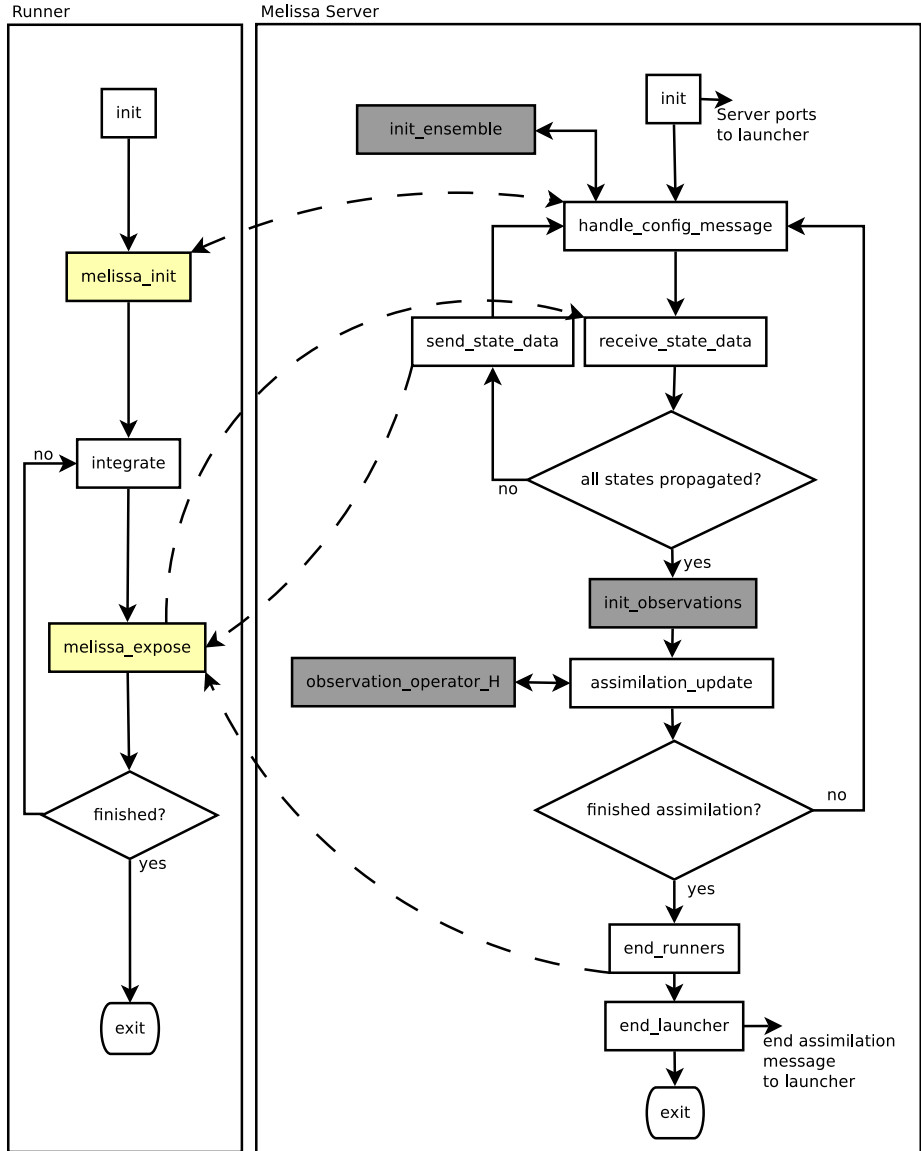 Runner
Melissa Server
init
melissa_init
no
integrate
melissa_expose
finished?
yes
exit
init
Server ports
to launcher
init_ensemble
handle_config_message
send_state_data
receive_state_data
all states propagated?
no
yes
init_observations
observation_operator_H
assimilation_update
finished assimilation?
no
yes
end_runners
end_launcher
end assimilation
message
to launcher
exit